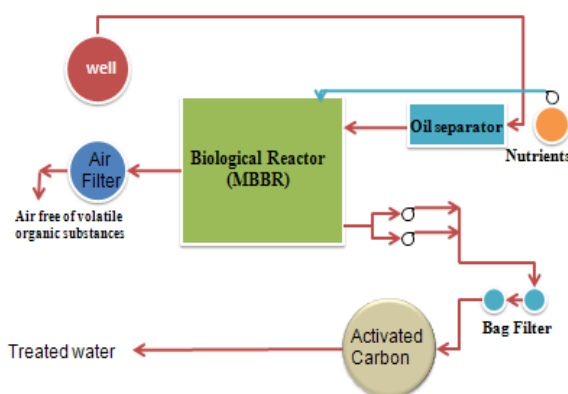 well
Oil separator
Nutrients
Biological Reactor
(MBBR)
Air
Filter
Air free of volatile
organic substances
Bag Filter
Activated
Carbon
Treated water